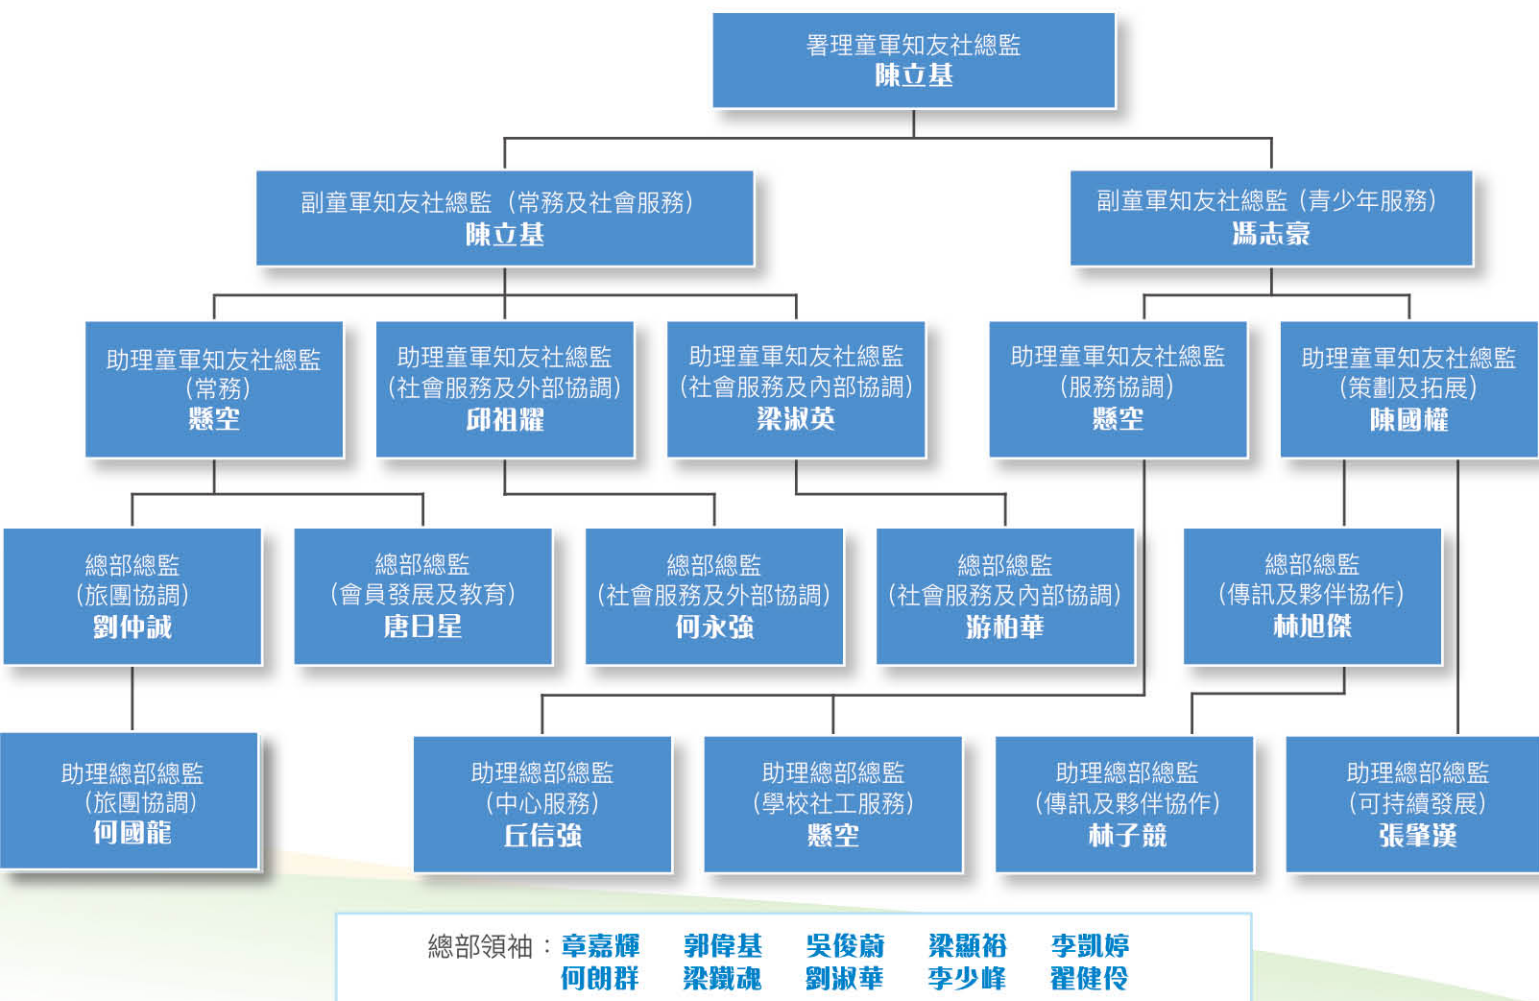 署理童軍知友社總監
陳立基
副童軍知友社總監（常務及社會服務）
陳立基
副童軍知友社總監（青少年服務）
馮志豪
助理童軍知友社總監
（常務）
懸空
助理童軍知友社總監
（社會服務及外部協調）
邱祖耀
助理童軍知友社總監
（社會服務及內部協調）
梁淑英
助理童軍知友社總監
（服務協調）
懸空
助理童軍知友社總監
（策劃及拓展）
陳國權
總部總監
（旅團協調）
劉仲誠
總部總監
（會員發展及教育）
唐日星
總部總監
（社會服務及外部協調）
何永強
總部總監
（社會服務及內部協調）
游柏華
總部總監
（傳訊及夥伴協作）
林旭傑
助理總部總監
（旅團協調）
何國龍
助理總部總監
（中心服務）
丘信強
助理總部總監
（學校社工服務）
懸空
助理總部總監
（傳訊及夥伴協作）
林子競
助理總部總監
（可持續發展）
張肇漢
總部領袖：章嘉輝 郭偉基 吳俊蔚 梁顯裕 李凱婷
何朗群 梁鐵魂 劉淑華 李少峰 翟健伶